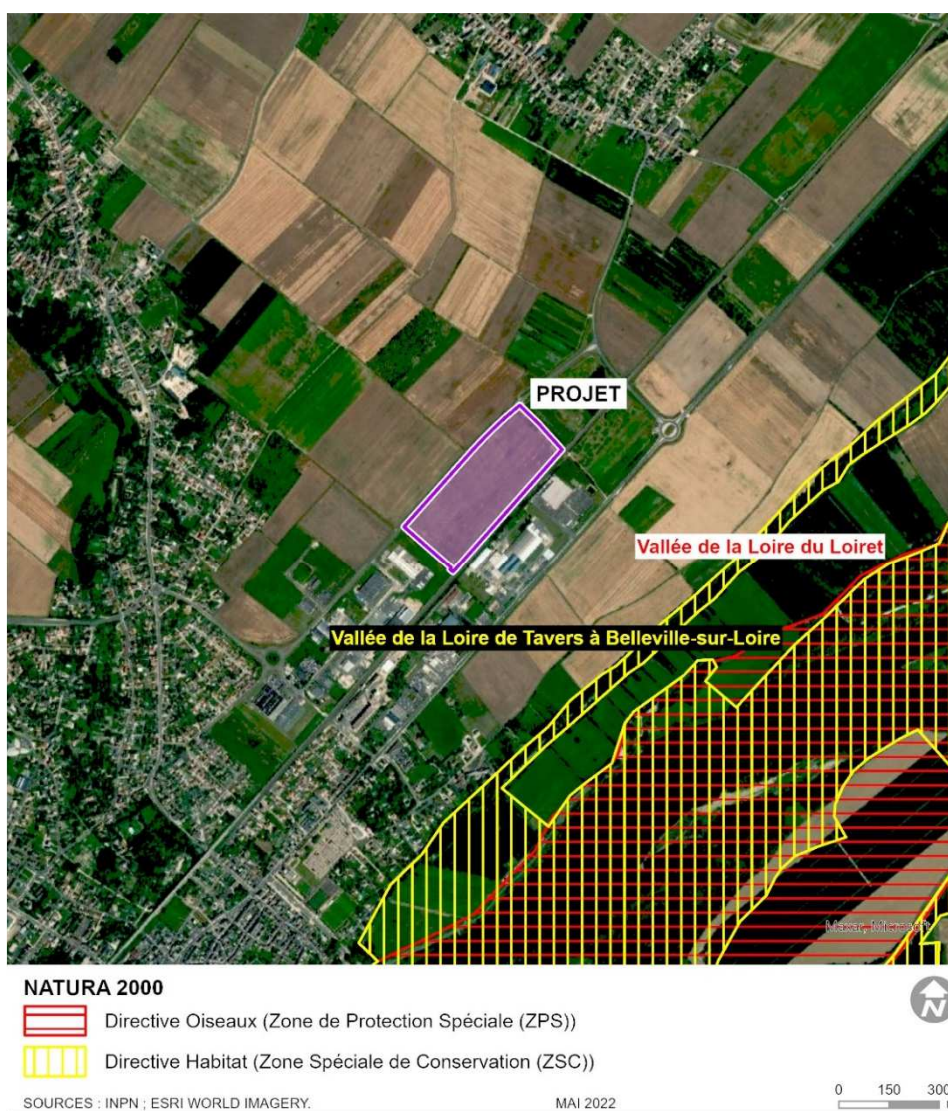 PROJET
Vallée de la Loire du Loiret
Vallée de la Loire de Tavers à Belleville-sur-Loire
Maxar, Microsoft
NATURA 2000
Directive Oiseaux (Zone de Protection Spéciale (ZPS))
Directive Habitat (Zone Spéciale de Conservation (ZSC))
N
SOURCES : INPN ; ESRI WORLD IMAGERY. MAI 2022
0 150 300